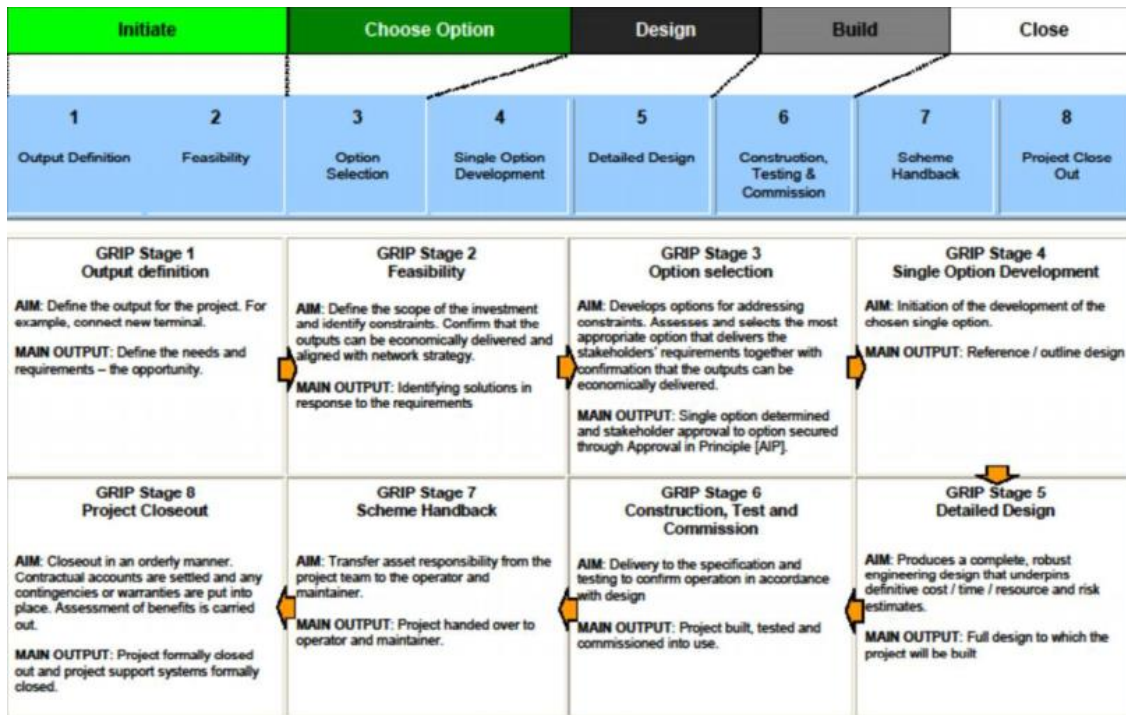 Initiate
Choose Option
Design
Build
Close
1
2
3
4
5
6
7
8
Output Definition
Feasibility
Option
Selection
Single Option
Development
Detailed Design
Construction,
Testing &
Commission
Scheme
Handback
Project Close
Out
GRIP Stage 1
Output definition
AIM: Define the output for the project. For
example, connect new terminal.
MAIN OUTPUT: Define the needs and
requirements – the opportunity.
GRIP Stage 2
Feasibility
AIM: Define the scope of the investment
and identify constraints. Confirm that the
outputs can be economically delivered and
aligned with network strategy.
MAIN OUTPUT: Identifying solutions in
response to the requirements
GRIP Stage 3
Option selection
AIM: Develops options for addressing
constraints. Assesses and selects the most
appropriate option that delivers the
stakeholders' requirements together with
confirmation that the outputs can be
economically delivered.
MAIN OUTPUT: Single option determined
and stakeholder approval to option secured
through Approval in Principle [AIP].
GRIP Stage 4
Single Option Development
AIM: Initiation of the development of the
chosen single option.
MAIN OUTPUT: Reference / outline design
GRIP Stage 8
Project Closeout
AIM: Closeout in an orderly manner.
Contractual accounts are settled and any
contingencies or warranties are put into
place. Assessment of benefits is carried
out.
MAIN OUTPUT: Project formally closed
out and project support systems formally
closed.
GRIP Stage 7
Scheme Handback
AIM: Transfer asset responsibility from the
project team to the operator and
maintainer.
MAIN OUTPUT: Project handed over to
operator and maintainer.
GRIP Stage 6
Construction, Test and
Commission
AIM: Delivery to the specification and
testing to confirm operation in accordance
with design
MAIN OUTPUT: Project built, tested and
commissioned into use.
GRIP Stage 5
Detailed Design
AIM: Produces a complete, robust
engineering design that underpins
definitive cost / time / resource and risk
estimates.
MAIN OUTPUT: Full design to which the
project will be built